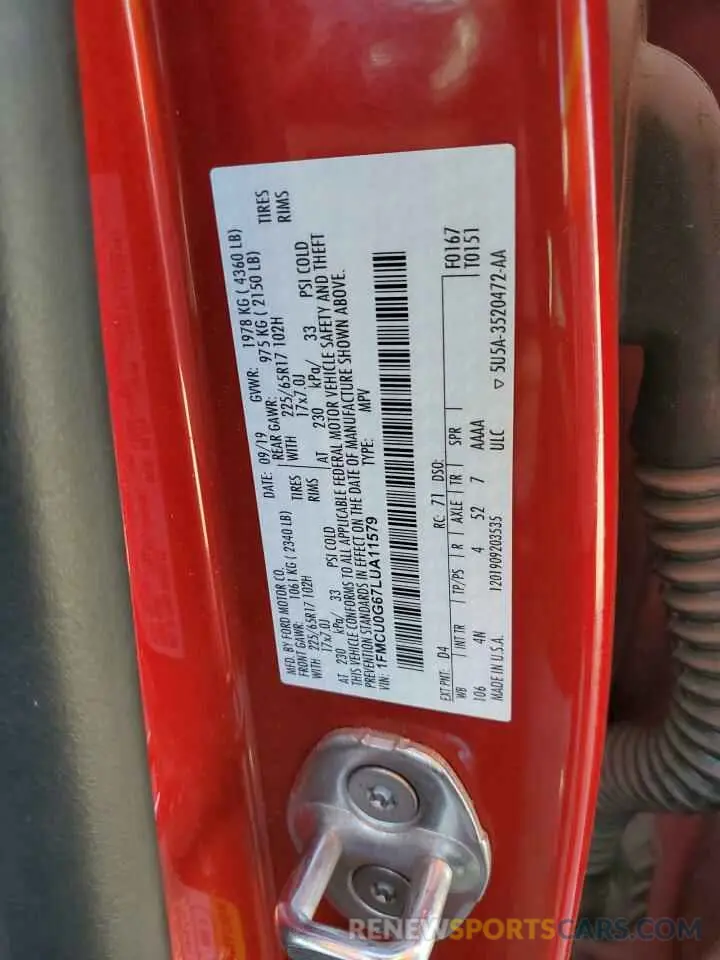 MFD. BY FORD MOTOR CO. DATE: 09/19 GVWR: 1978 KG ( 4360 LB)
FRONT GAWR: 1061 KG ( 2340 LB) REAR GAWR: 975 KG ( 2150 LB)
WITH 225/65R17 102H TIRES WITH 225/65R17 102H TIRES
17x7.0J RIMS 17x7.0J RIMS
AT 230 kPa/ 33 PSI COLD AT 230 kPa/ 33 PSI COLD
THIS VEHICLE CONFORMS TO ALL APPLICABLE FEDERAL MOTOR VEHICLE SAFETY AND THEFT
PREVENTION STANDARDS IN EFFECT ON THE DATE OF MANUFACTURE SHOWN ABOVE.
VIN: 1FMCU0G67LUA11579 TYPE: MPV
EXT PNT: D4 RC: 71 DSO: F0167
WB INT TR TP/PS R AXLE TR SPR T0151
106 4N 4 52 7 AAAA
MADE IN U.S.A. 1201909203535 ULC ▽ 5U5A-3520472-AA
RENEWSPORTSCARS.COM